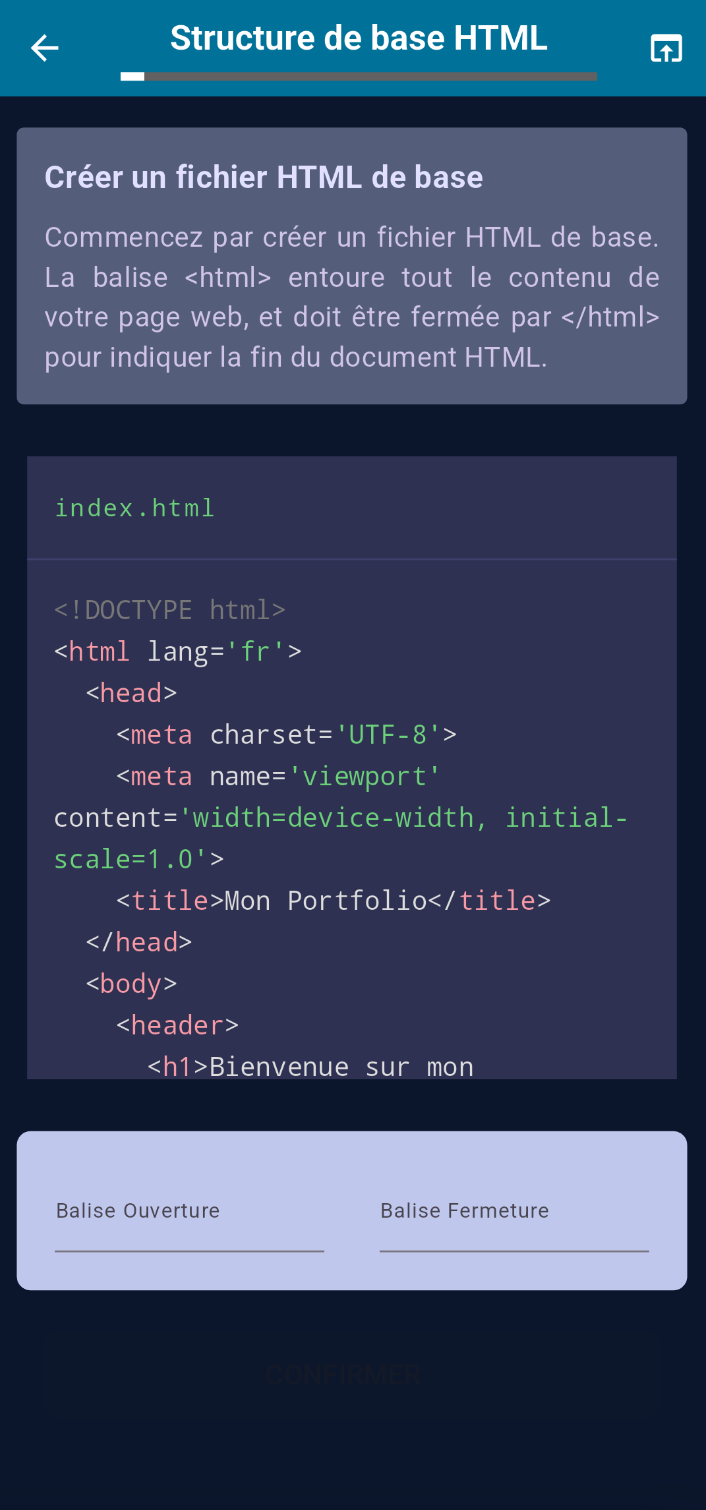 Structure de base HTML
Créer un fichier HTML de base
Commencez par créer un fichier HTML de base.
La balise <html> entoure tout le contenu de
votre page web, et doit être fermée par </html>
pour indiquer la fin du document HTML.
index.html
<!DOCTYPE html>
<html lang='fr'>
  <head>
    <meta charset='UTF-8'>
    <meta name='viewport'
content='width=device-width, initial-
scale=1.0'>
    <title>Mon Portfolio</title>
  </head>
  <body>
    <header>
      <h1>Bienvenue sur mon
Balise Ouverture
Balise Fermeture
CONFIRMER